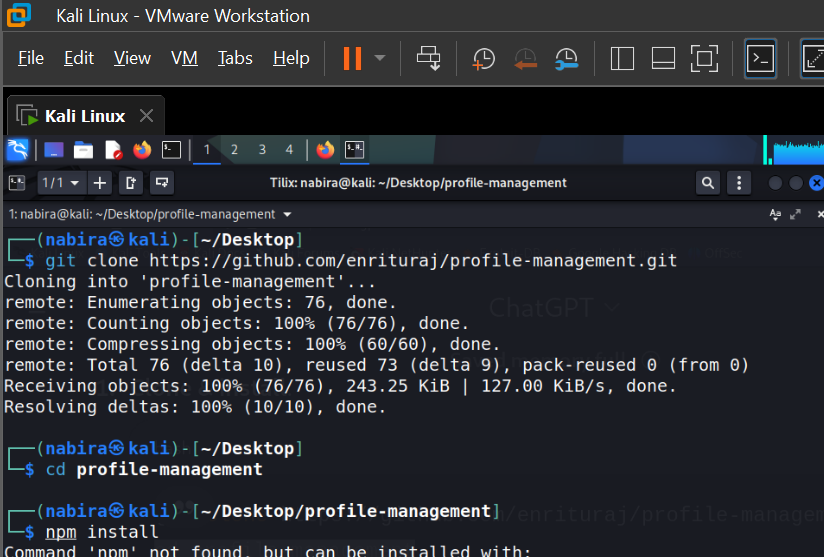 Kali Linux - VMware Workstation
File Edit View VM Tabs Help
Kali Linux
1 2 3 4
1/1 Tilix: nabira@kali: ~/Desktop/profile-management
1: nabira@kali: ~/Desktop/profile-management
┌──(nabira㉿kali)-[~/Desktop]
└─$ git clone https://github.com/enrituraj/profile-management.git
Cloning into 'profile-management'...
remote: Enumerating objects: 76, done.
remote: Counting objects: 100% (76/76), done.
remote: Compressing objects: 100% (60/60), done.
ChatGPT
remote: Total 76 (delta 10), reused 73 (delta 9), pack-reused 0 (from 0)
Receiving objects: 100% (76/76), 243.25 KiB | 127.00 KiB/s, done.
Resolving deltas: 100% (10/10), done.
┌──(nabira㉿kali)-[~/Desktop]
└─$ cd profile-management
┌──(nabira㉿kali)-[~/Desktop/profile-management]
/enrituraj/profile-managem
└─$ npm install
Command 'npm' not found, but can be installed with: